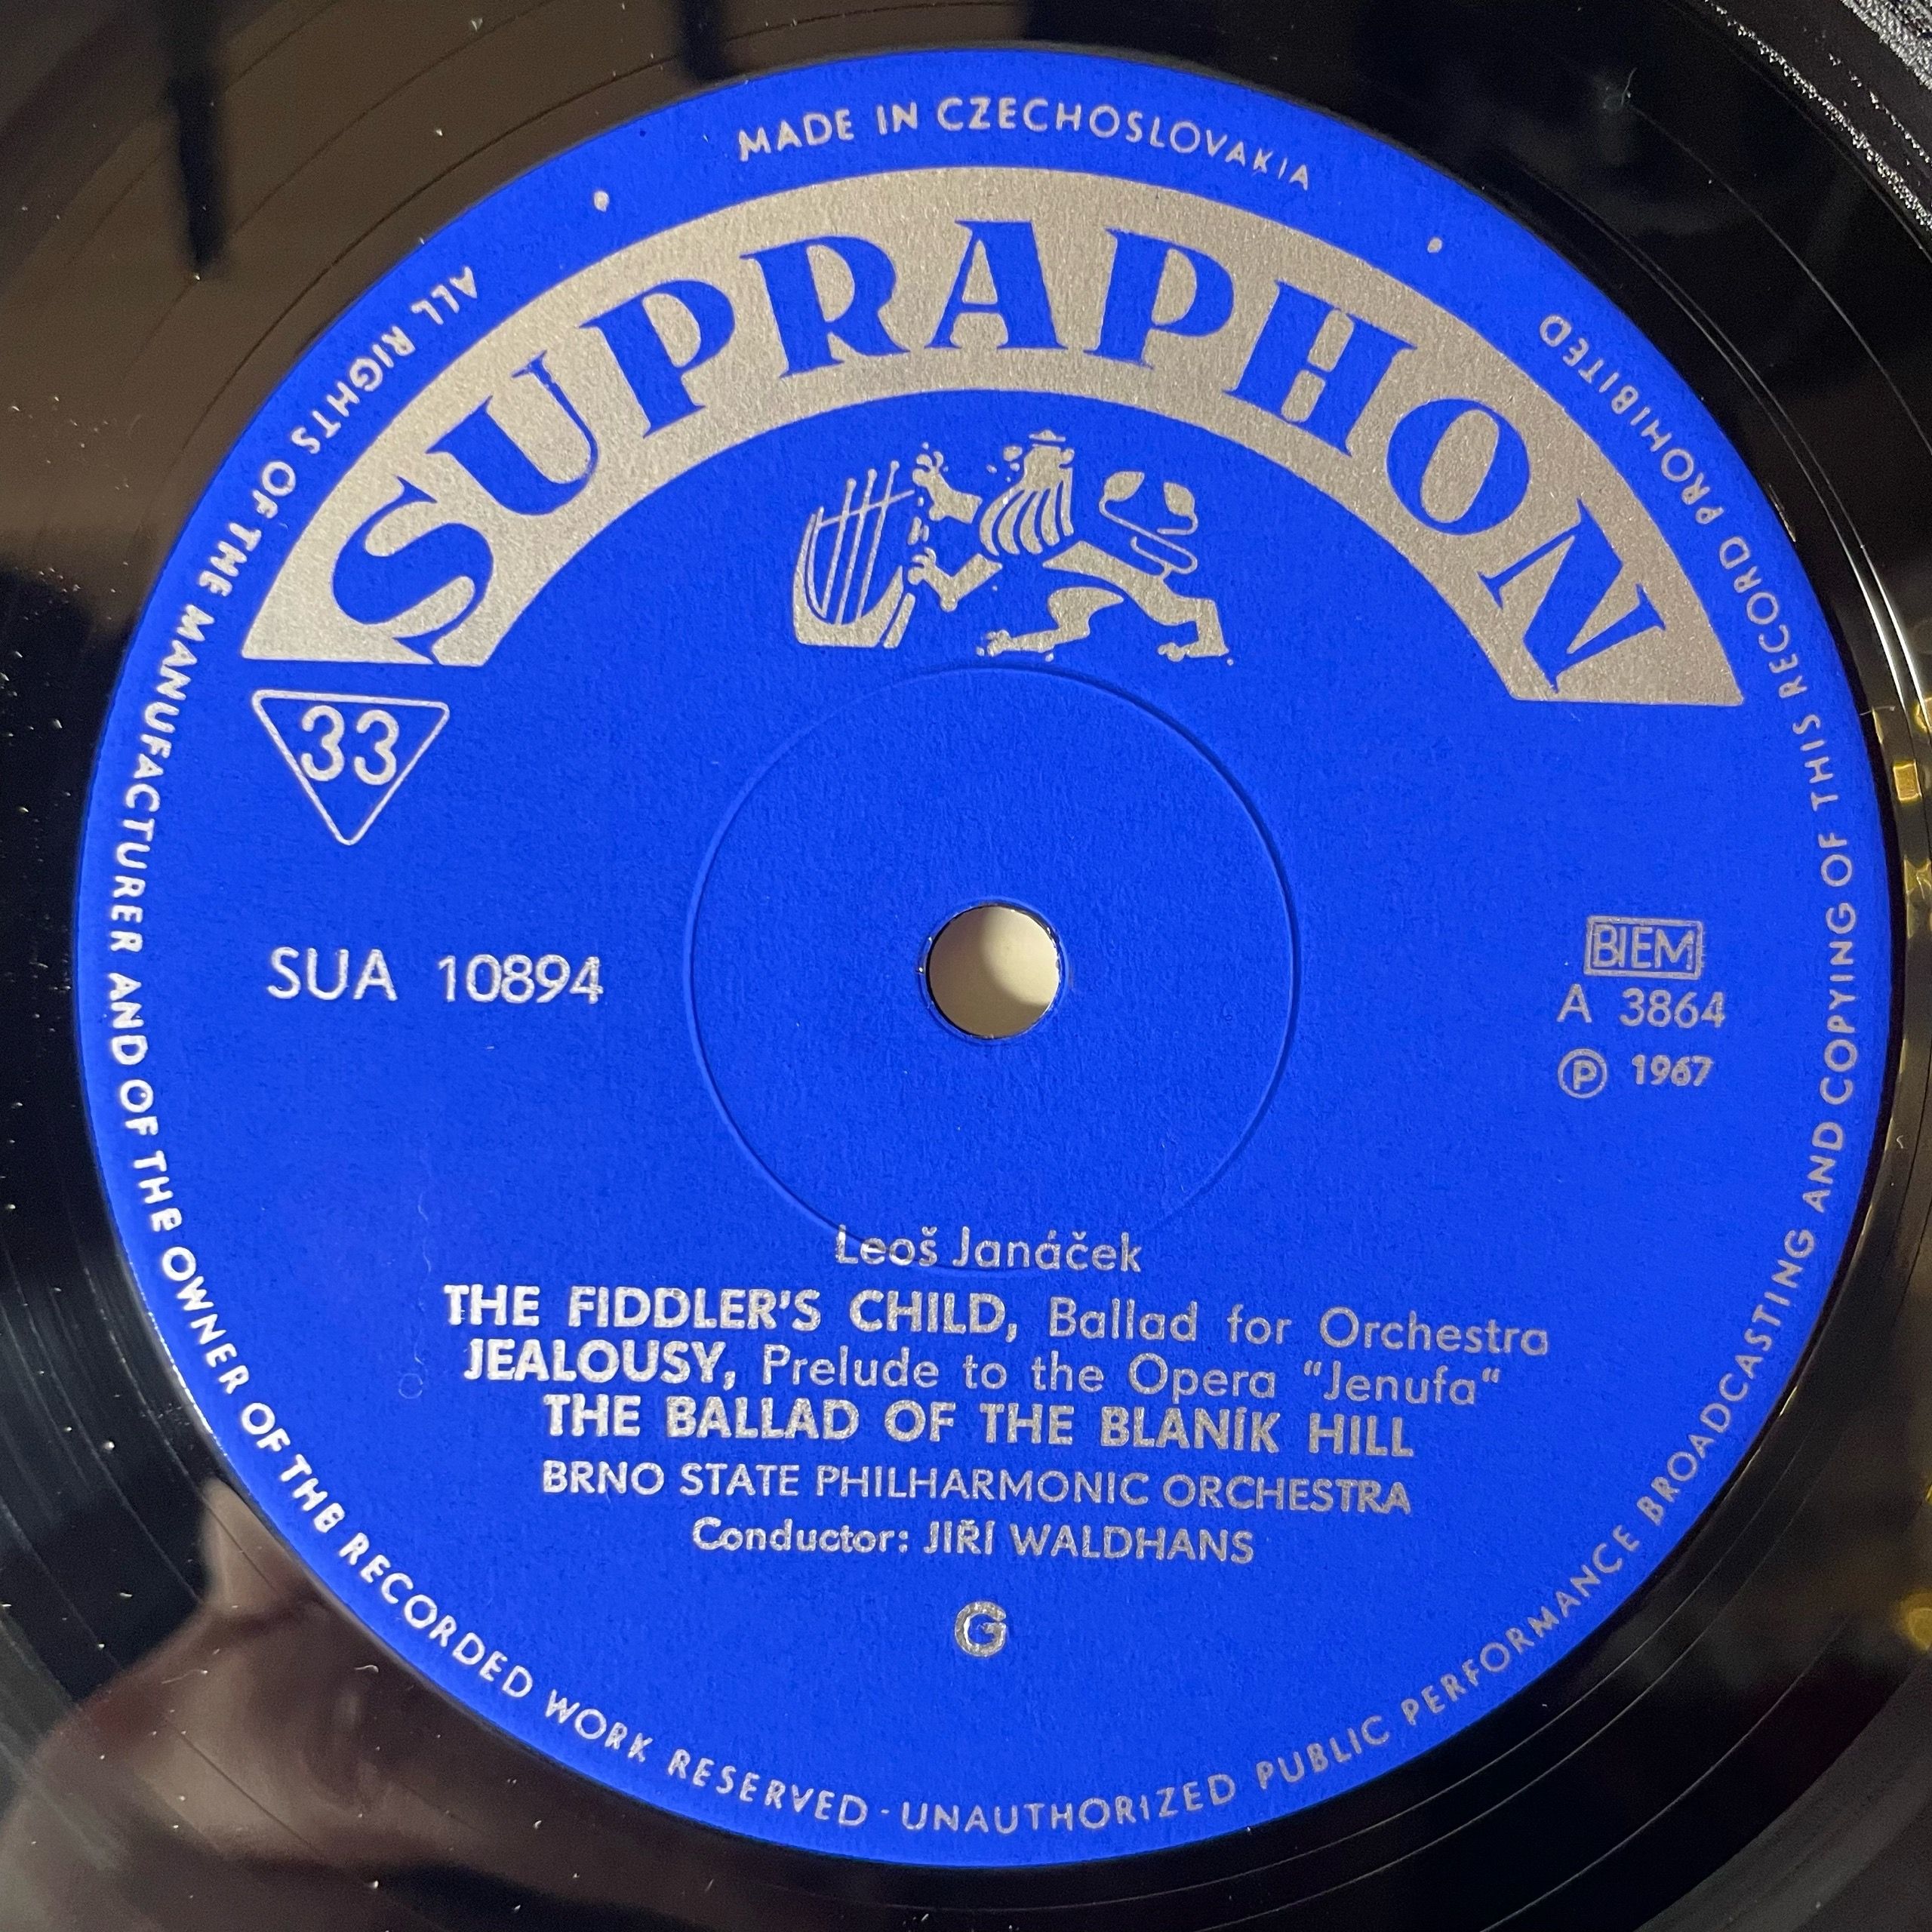 MADE IN CZECHOSLOVAKIA
SUPRAPHON
33
SUA 10894
BIEM
A 3864
Ⓟ 1967
Leoš Janáček
THE FIDDLER'S CHILD, Ballad for Orchestra
JEALOUSY, Prelude to the Opera "Jenufa"
THE BALLAD OF THE BLANÍK HILL
BRNO STATE PHILHARMONIC ORCHESTRA
Conductor: JIŘÍ WALDHANS
G
ALL RIGHTS OF THE MANUFACTURER AND OF THE OWNER OF THE RECORDED WORK RESERVED - UNAUTHORIZED PUBLIC PERFORMANCE BROADCASTING AND COPYING OF THIS RECORD PROHIBITED